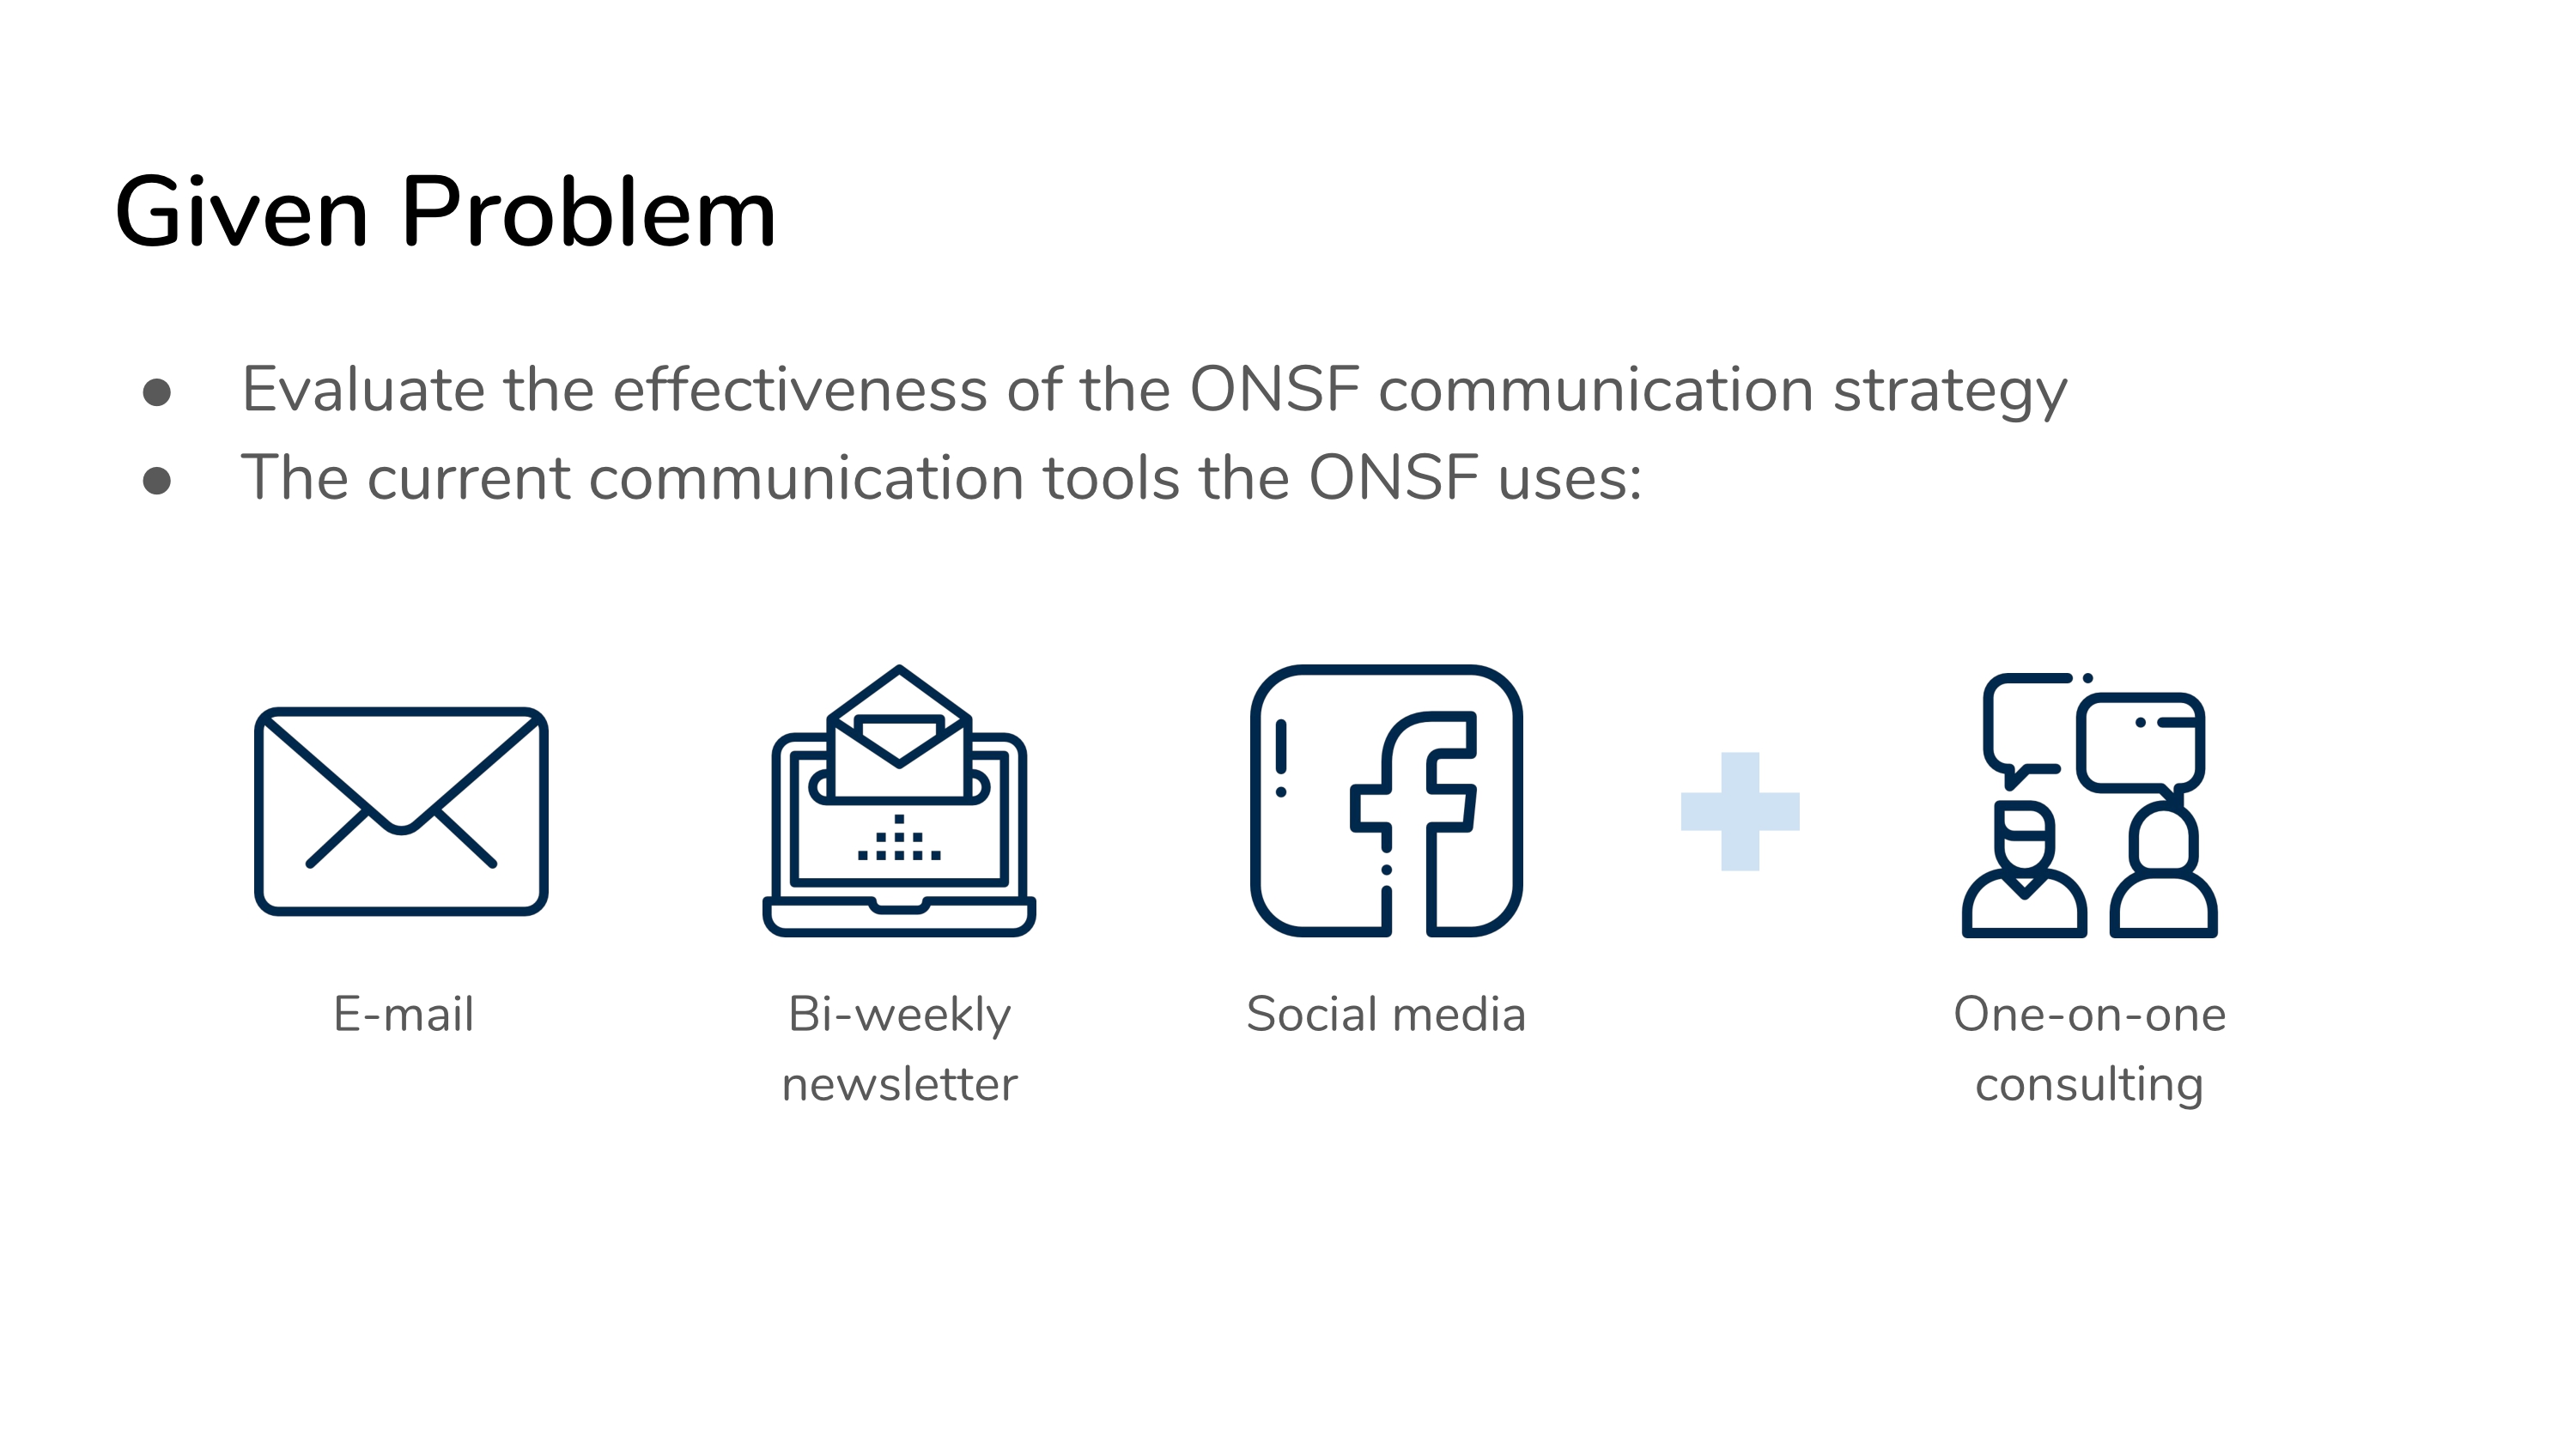 Given Problem
● Evaluate the effectiveness of the ONSF communication strategy
● The current communication tools the ONSF uses:
E-mail
Bi-weekly
newsletter
Social media
One-on-one
consulting